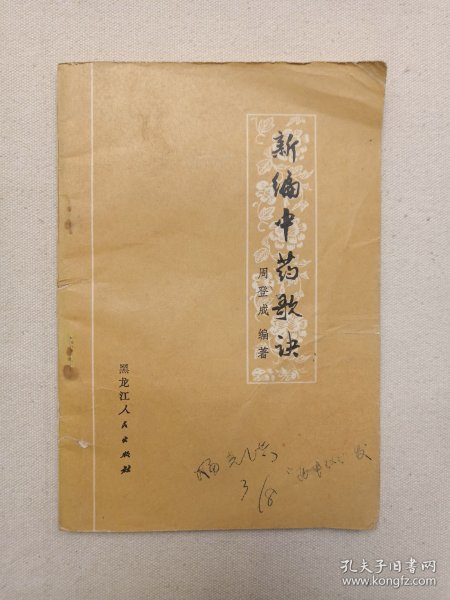 新编中药歌诀
周登成 编著
黑龙江人民出版社
3/8
孔夫子旧书网
www.kongfz.com